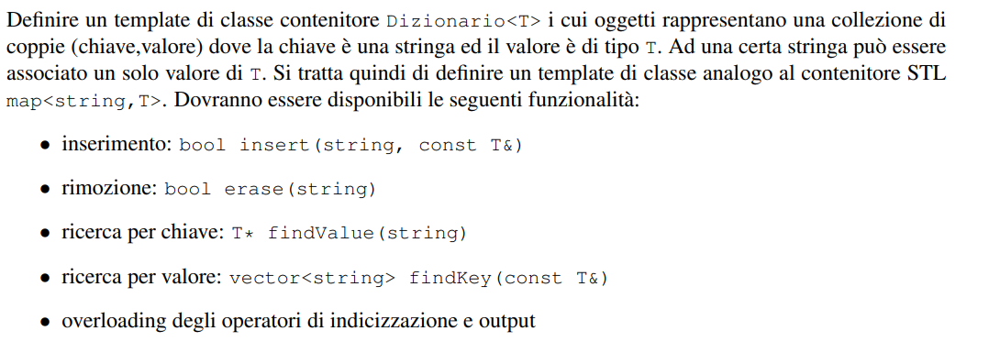 Definire un template di classe contenitore Dizionario<T> i cui oggetti rappresentano una collezione di
coppie (chiave,valore) dove la chiave è una stringa ed il valore è di tipo T. Ad una certa stringa può essere
associato un solo valore di T. Si tratta quindi di definire un template di classe analogo al contenitore STL
map<string,T>. Dovranno essere disponibili le seguenti funzionalità:
• inserimento: bool insert(string, const T&)
• rimozione: bool erase(string)
• ricerca per chiave: T* findValue(string)
• ricerca per valore: vector<string> findKey(const T&)
• overloading degli operatori di indicizzazione e output